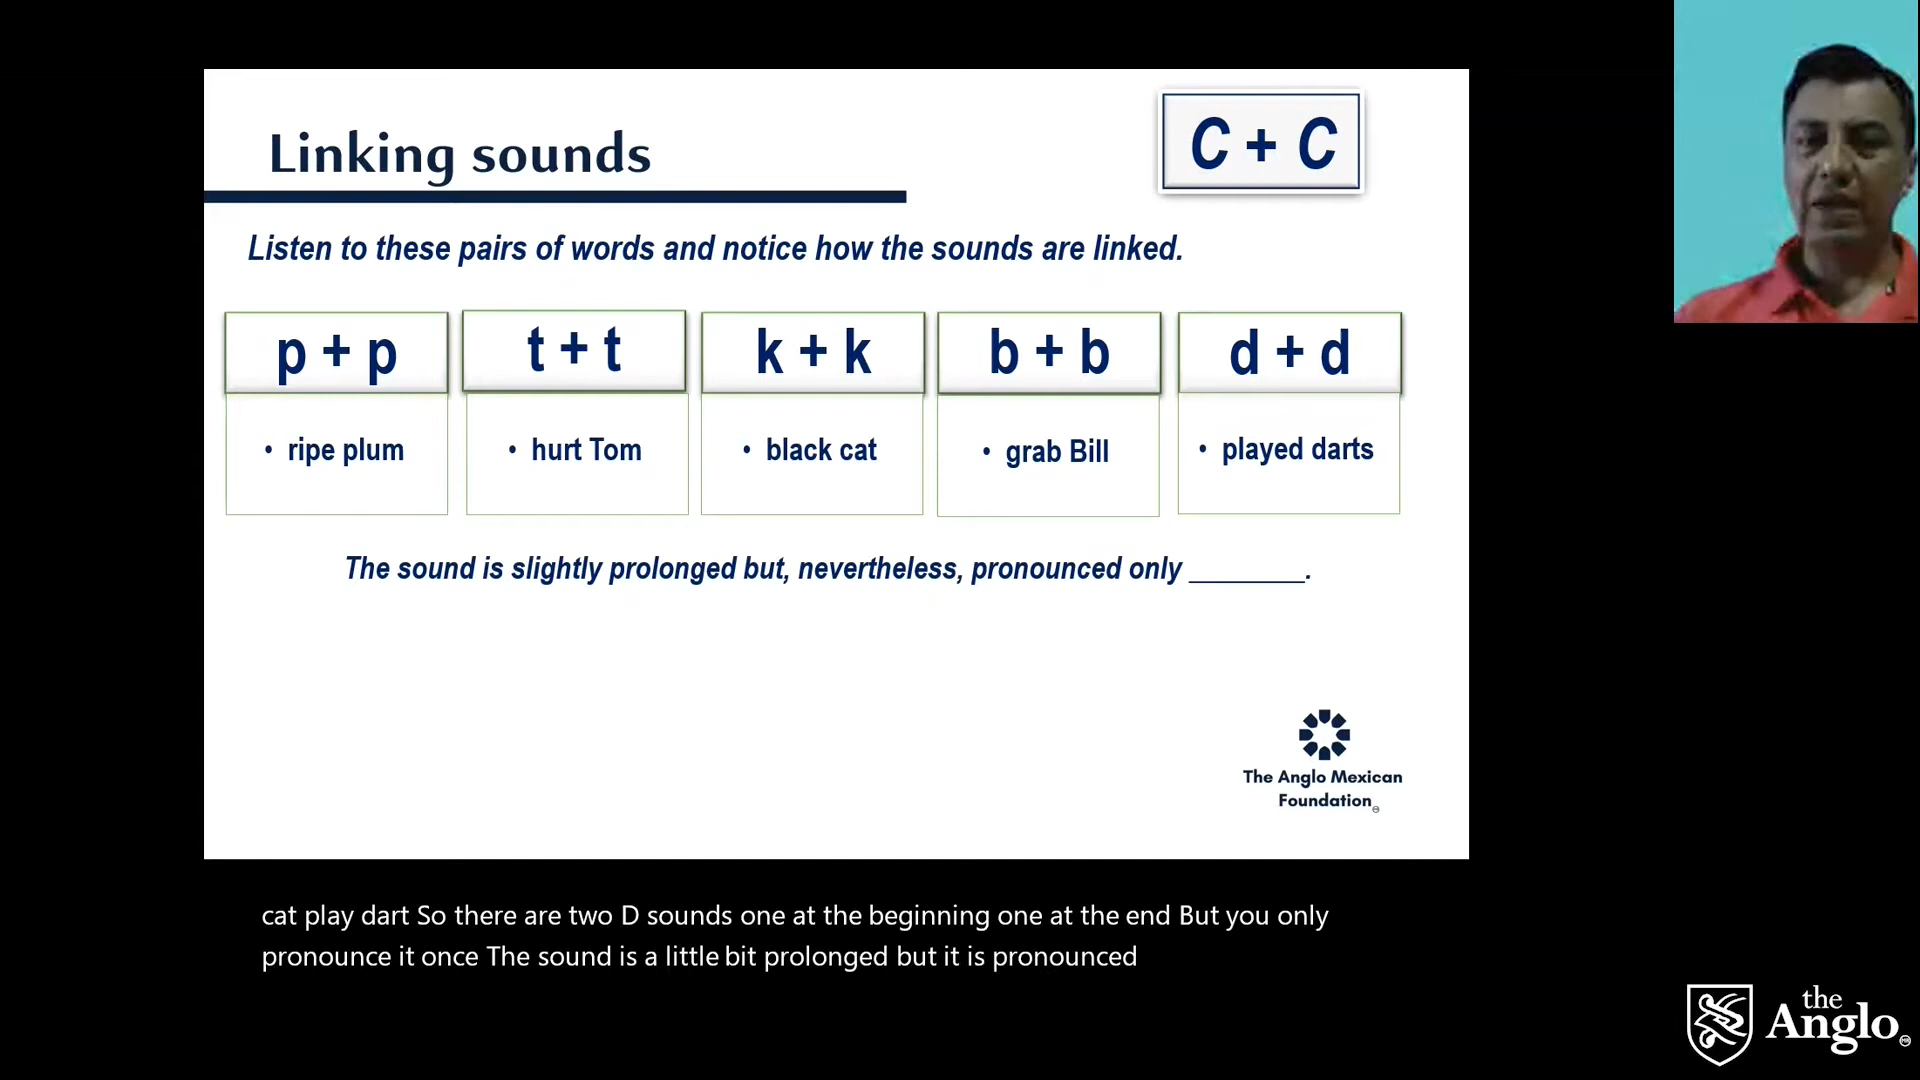 Linking sounds
C + C
Listen to these pairs of words and notice how the sounds are linked.
p + p
t + t
k + k
b + b
d + d
• ripe plum
• hurt Tom
• black cat
• grab Bill
• played darts
The sound is slightly prolonged but, nevertheless, pronounced only ________.
The Anglo Mexican
Foundation
cat play dart So there are two D sounds one at the beginning one at the end But you only
pronounce it once The sound is a little bit prolonged but it is pronounced
the
Anglo